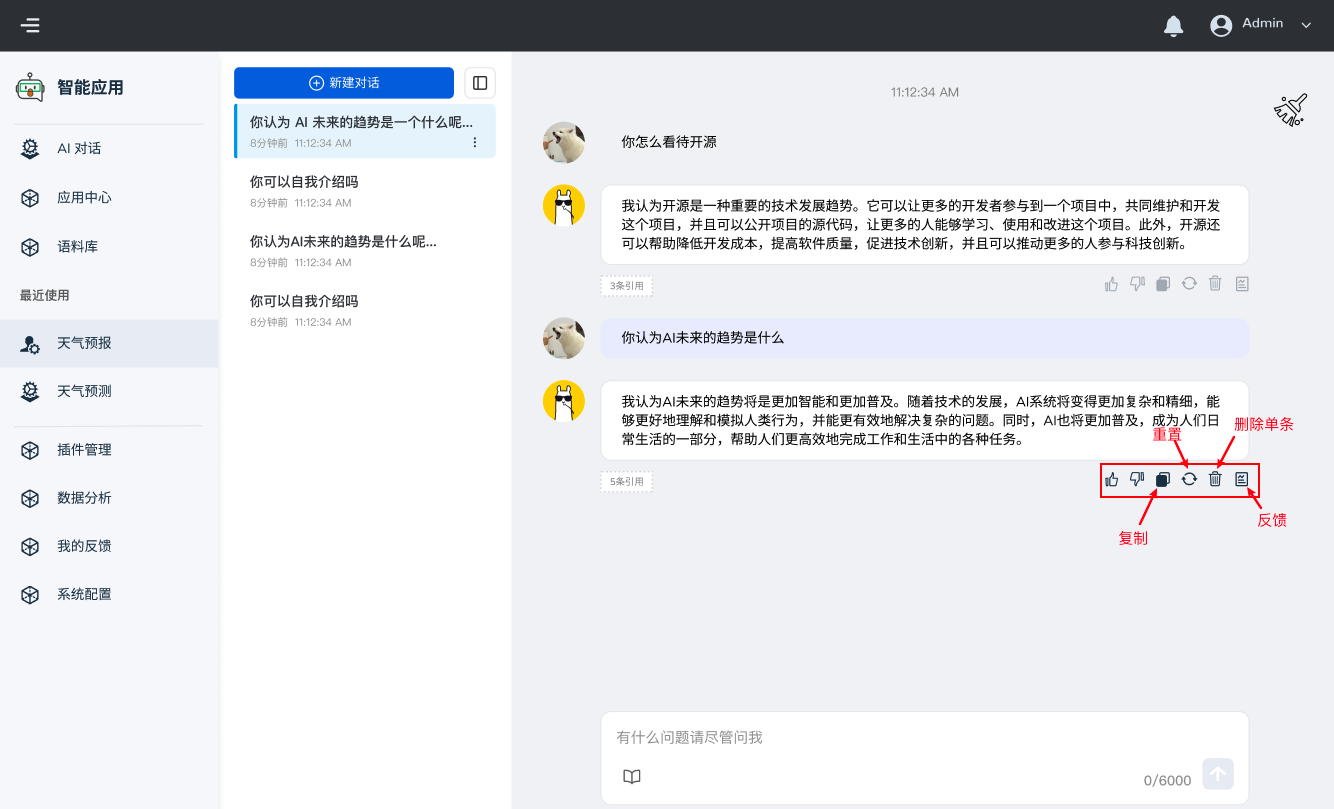 Admin
智能应用
AI 对话
应用中心
语料库
最近使用
天气预报
天气预测
插件管理
数据分析
我的反馈
系统配置
新建对话
你认为 AI 未来的趋势是一个什么呢...
8分钟前 11:12:34 AM
你可以自我介绍吗
8分钟前 11:12:34 AM
你认为AI未来的趋势是什么呢...
8分钟前 11:12:34 AM
你可以自我介绍吗
8分钟前 11:12:34 AM
11:12:34 AM
你怎么看待开源
我认为开源是一种重要的技术发展趋势。它可以让更多的开发者参与到一个项目中，共同维护和开发
这个项目，并且可以公开项目的源代码，让更多的人能够学习、使用和改进这个项目。此外，开源还
可以帮助降低开发成本，提高软件质量，促进技术创新，并且可以推动更多的人参与科技创新。
3条引用
你认为AI未来的趋势是什么
我认为AI未来的趋势将是更加智能和更加普及。随着技术的发展，AI系统将变得更加复杂和精细，能
够更好地理解和模拟人类行为，并能更有效地解决复杂的问题。同时，AI也将更加普及，成为人们日
常生活的一部分，帮助人们更高效地完成工作和生活中的各种任务。
5条引用
重置
删除单条
复制
反馈
有什么问题请尽管问我
0/6000